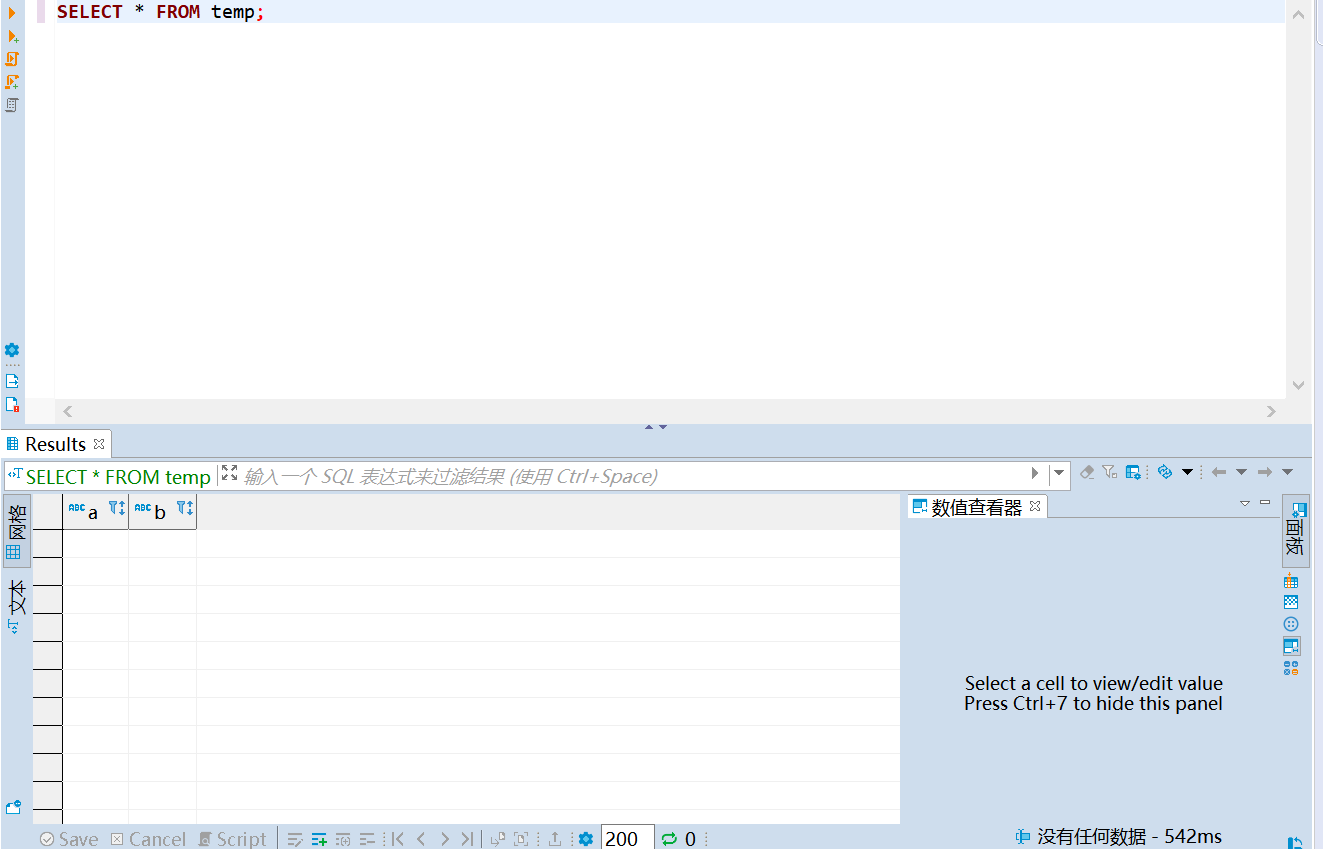 SELECT * FROM temp;
Results
SELECT * FROM temp 输入一个 SQL 表达式来过滤结果 (使用 Ctrl+Space)
网格
文本
ABC a ABC b
数值查看器
面板
Select a cell to view/edit value
Press Ctrl+7 to hide this panel
Save Cancel Script 200 0 没有任何数据 - 542ms